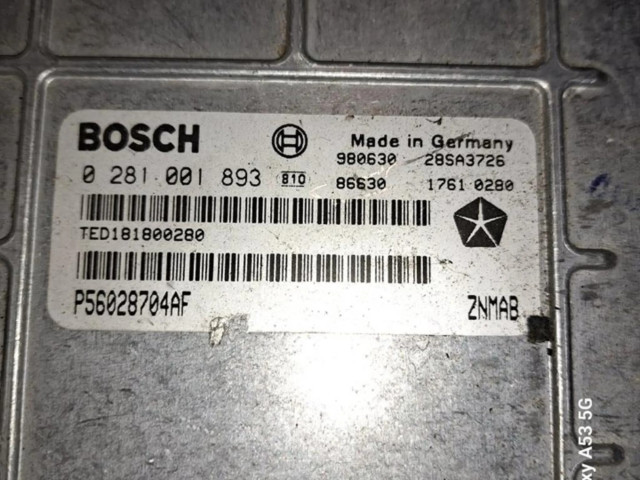 BOSCH
Made in Germany
980630 28SA3726
0 281 001 893 810 86630 1761 0280
TED181800280
P56028704AF ZNMAB
xy A53 5G